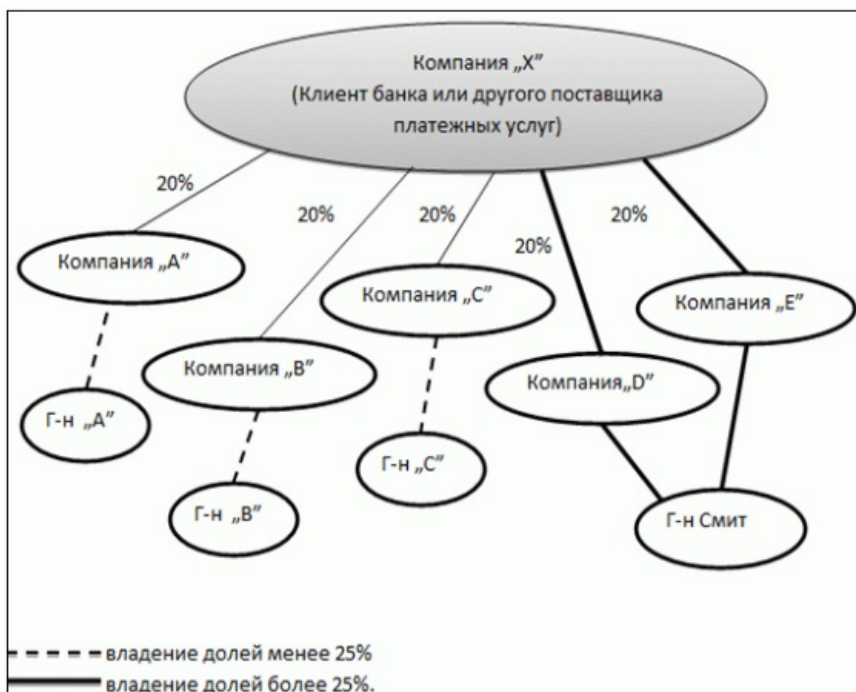 Компания „X”
(Клиент банка или другого поставщика
платежных услуг)
20%
20%
20%
20%
20%
Компания „A”
Компания „C”
Компания „E”
Компания „B”
Компания„D”
Г-н „A”
Г-н „C”
Г-н „B”
Г-н Смит
владение долей менее 25%
владение долей более 25%.